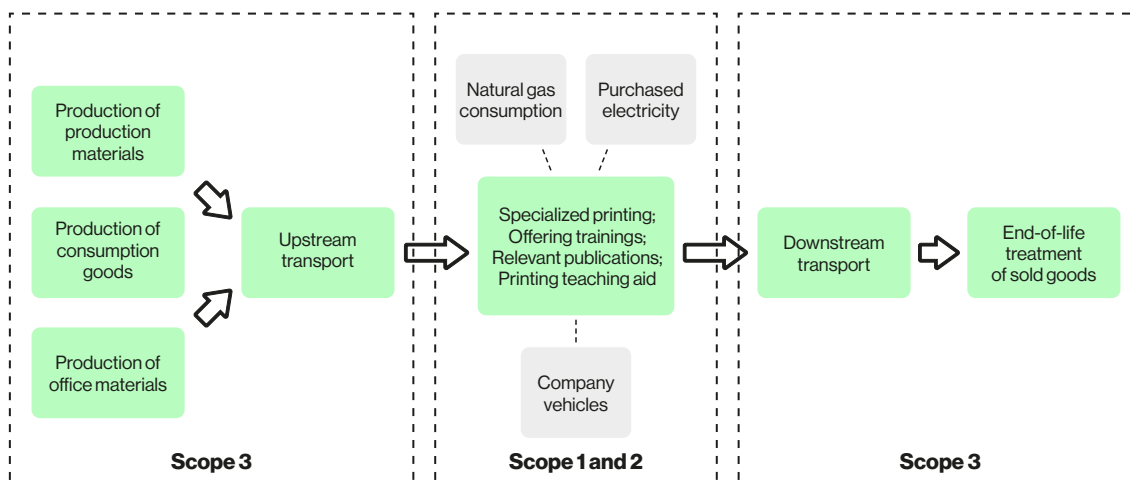 Production of
production
materials
Production of
consumption
goods
Production of
office materials
Upstream
transport
Scope 3
Natural gas
consumption
Purchased
electricity
Specialized printing;
Offering trainings;
Relevant publications;
Printing teaching aid
Company
vehicles
Scope 1 and 2
Downstream
transport
End-of-life
treatment
of sold goods
Scope 3